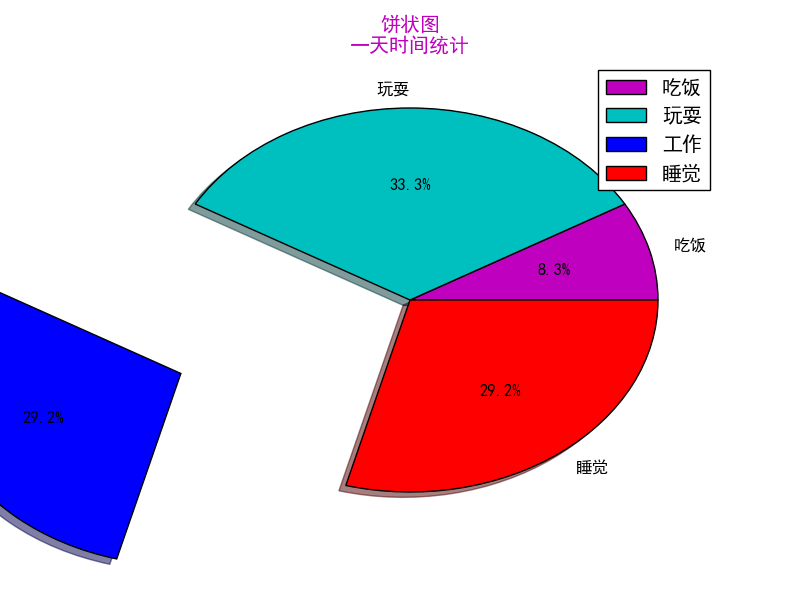 饼状图
一天时间统计
玩耍
吃饭
玩耍
工作
睡觉
33.3%
吃饭
8.3%
29.2%
29.2%
睡觉